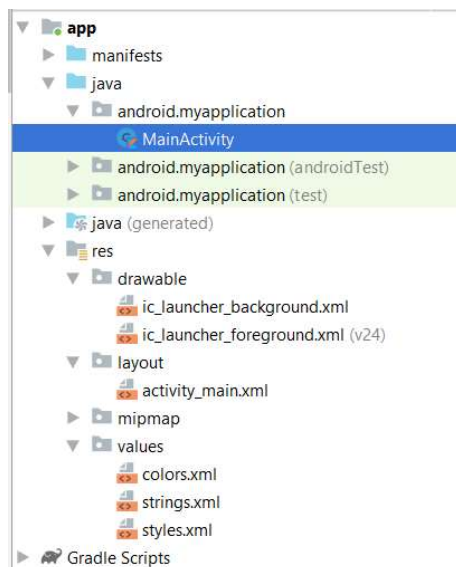 app
manifests
java
android.myapplication
MainActivity
android.myapplication (androidTest)
android.myapplication (test)
java (generated)
res
drawable
ic_launcher_background.xml
ic_launcher_foreground.xml (v24)
layout
activity_main.xml
mipmap
values
colors.xml
strings.xml
styles.xml
Gradle Scripts